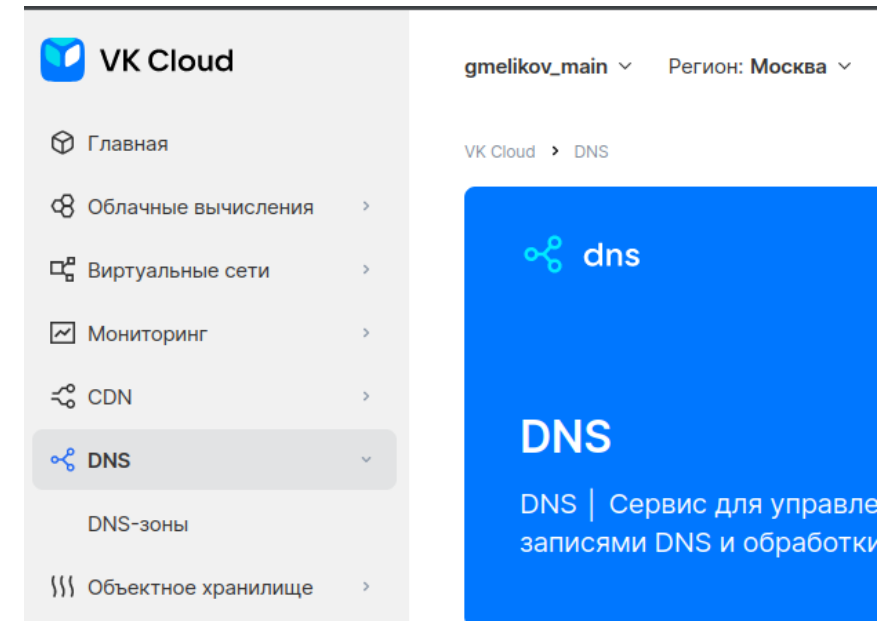 VK Cloud
Главная
Облачные вычисления
Виртуальные сети
Мониторинг
CDN
DNS
DNS-зоны
Объектное хранилище
gmelikov_main Регион: Москва
VK Cloud > DNS
dns
DNS
DNS | Сервис для управле
записями DNS и обработки